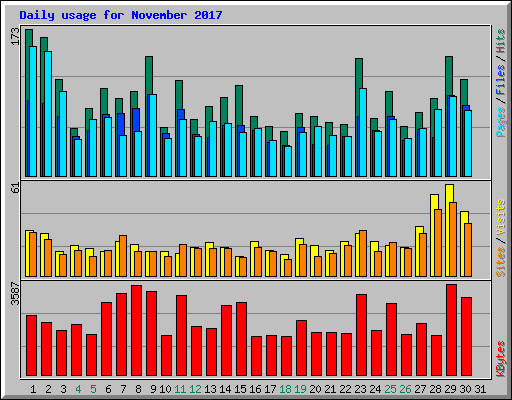 Daily usage for November 2017
173
Pages / Files / Hits
61
Sites / Visits
3587
KBytes
1 2 3 4 5 6 7 8 9 10 11 12 13 14 15 16 17 18 19 20 21 22 23 24 25 26 27 28 29 30 31